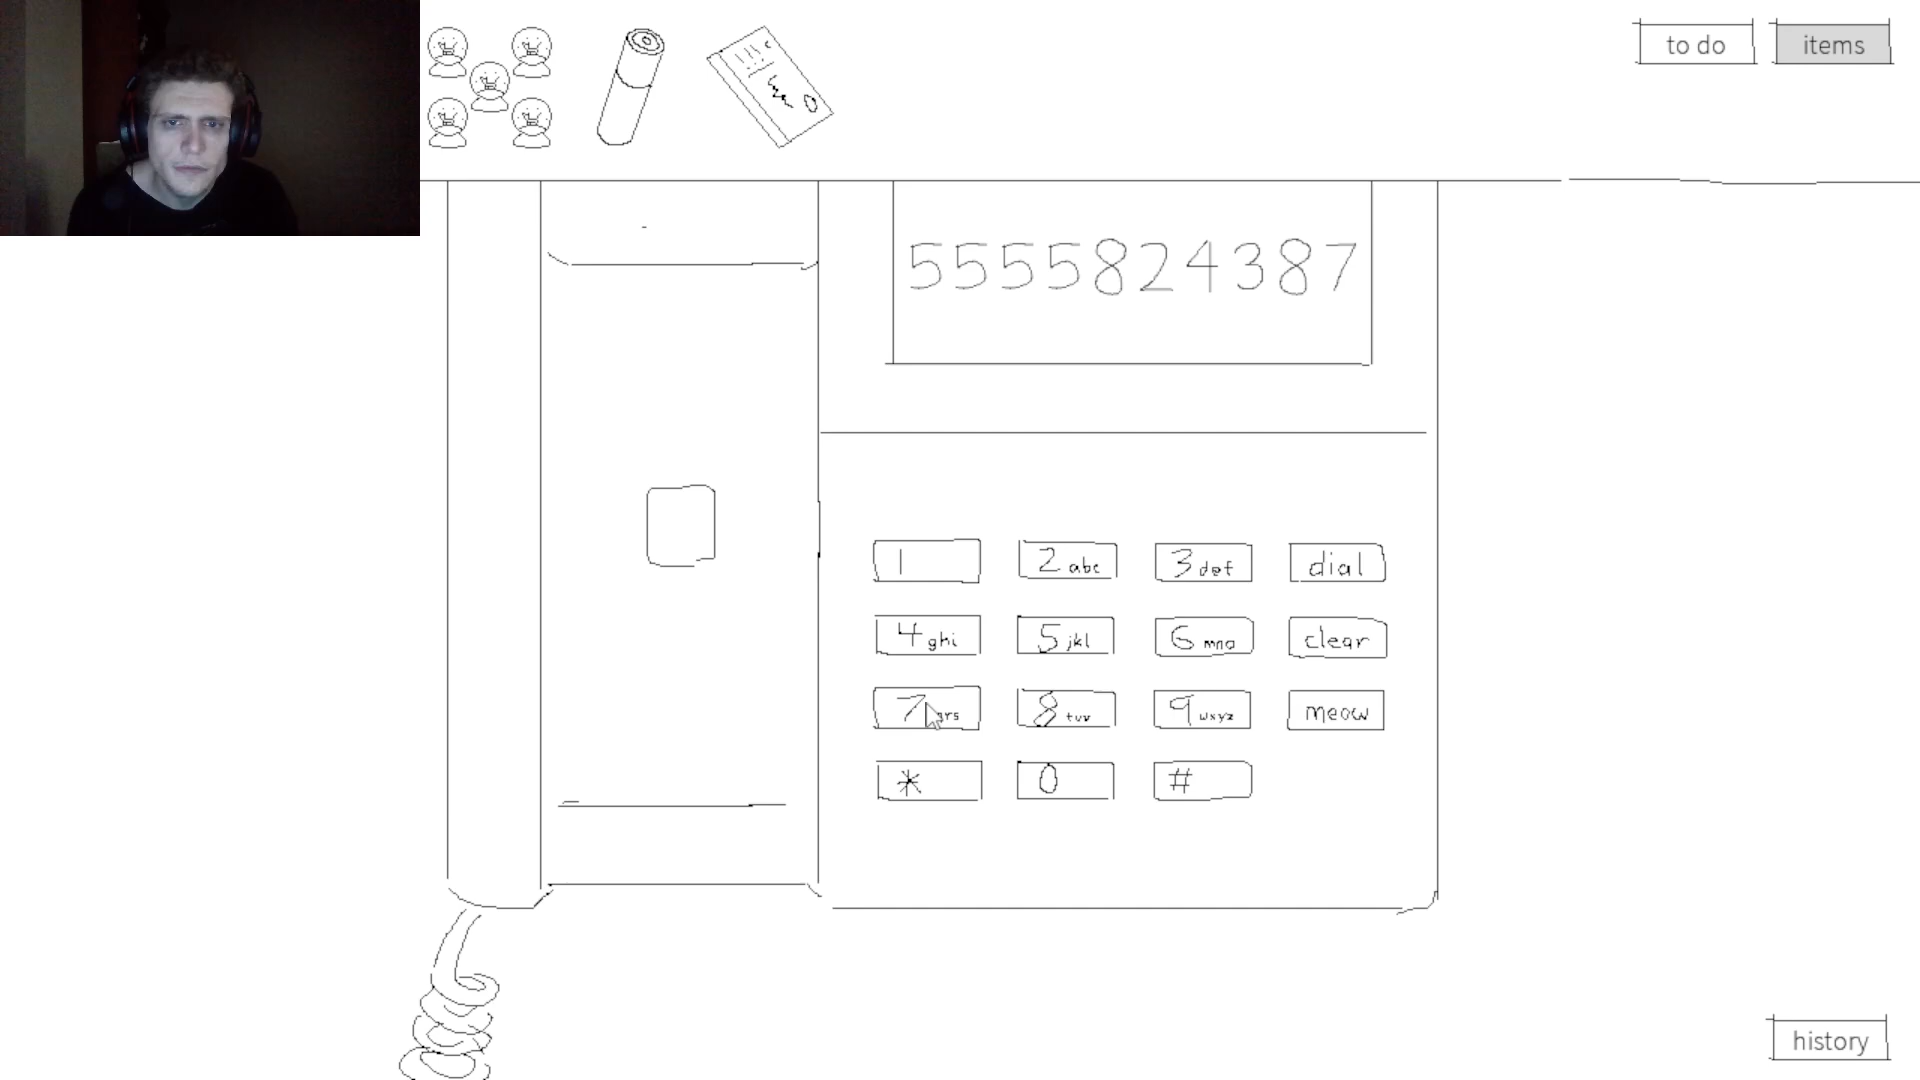 to do items
5555824387
1 2 abc 3 def dial
4 ghi 5 jkl 6 mno clear
7 8 tuv 9 wxyz meow
* 0 #
history